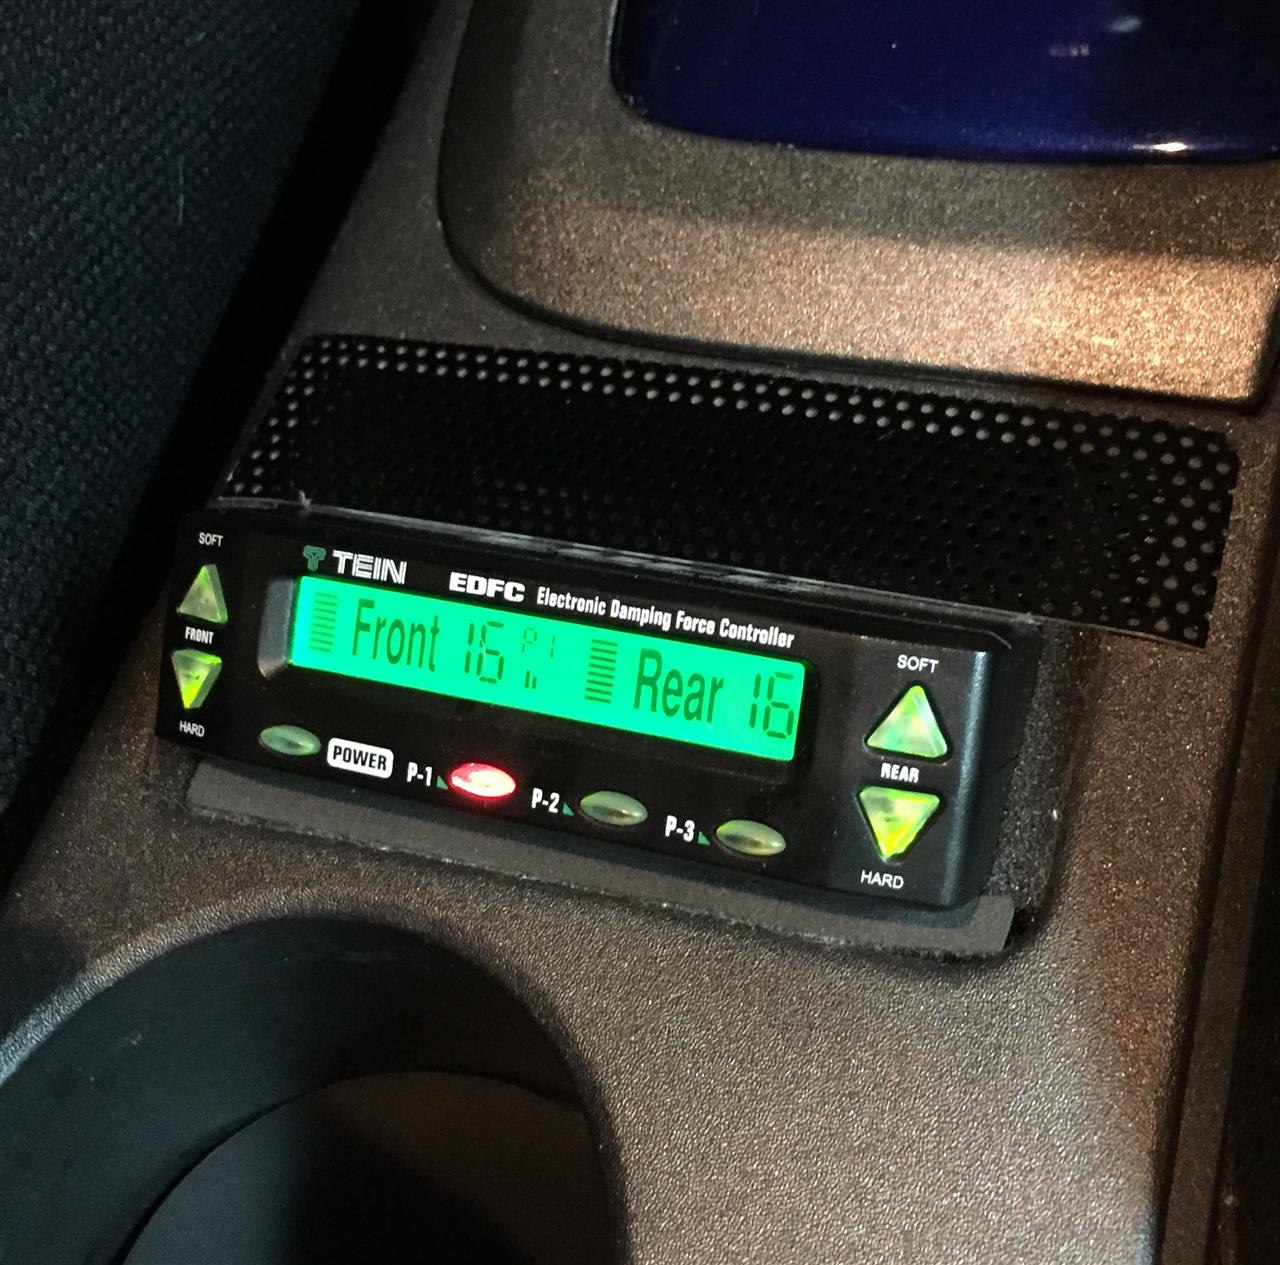 SOFT
FRONT
HARD
TEIN EDFC Electronic Damping Force Controller
Front 16 P1 Rear 16
POWER P-1 P-2 P-3
SOFT
REAR
HARD